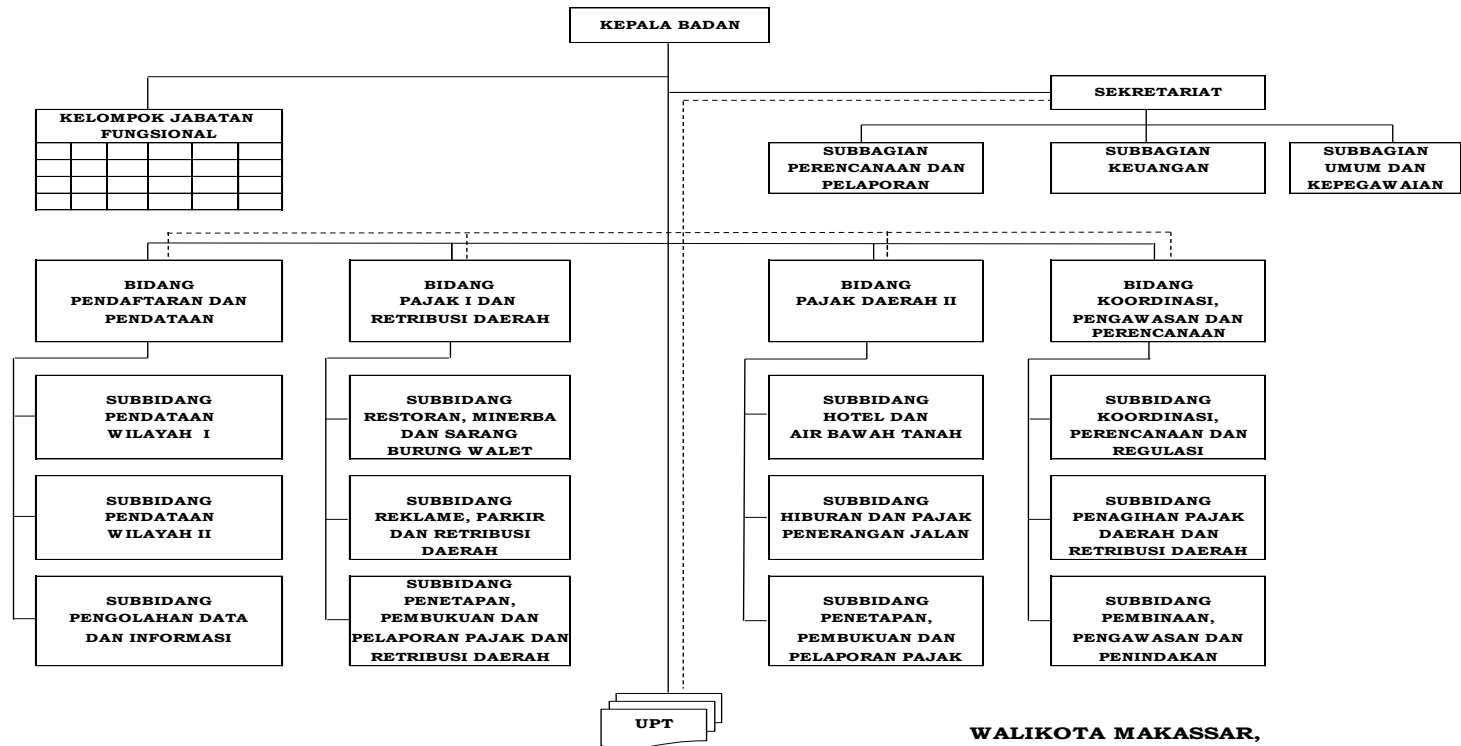 KEPALA BADAN
SEKRETARIAT
KELOMPOK JABATAN
FUNGSIONAL
SUBBAGIAN
PERENCANAAN DAN
PELAPORAN
SUBBAGIAN
KEUANGAN
SUBBAGIAN
UMUM DAN
KEPEGAWAIAN
BIDANG
PENDAFTARAN DAN
PENDATAAN
BIDANG
PAJAK I DAN
RETRIBUSI DAERAH
BIDANG
PAJAK DAERAH II
BIDANG
KOORDINASI,
PENGAWASAN DAN
PERENCANAAN
SUBBIDANG
PENDATAAN
WILAYAH I
SUBBIDANG
RESTORAN, MINERBA
DAN SARANG
BURUNG WALET
SUBBIDANG
HOTEL DAN
AIR BAWAH TANAH
SUBBIDANG
KOORDINASI,
PERENCANAAN DAN
REGULASI
SUBBIDANG
PENDATAAN
WILAYAH II
SUBBIDANG
REKLAME, PARKIR
DAN RETRIBUSI
DAERAH
SUBBIDANG
HIBURAN DAN PAJAK
PENERANGAN JALAN
SUBBIDANG
PENAGIHAN PAJAK
DAERAH DAN
RETRIBUSI DAERAH
SUBBIDANG
PENGOLAHAN DATA
DAN INFORMASI
SUBBIDANG
PENETAPAN,
PEMBUKUAN DAN
PELAPORAN PAJAK DAN
RETRIBUSI DAERAH
SUBBIDANG
PENETAPAN,
PEMBUKUAN DAN
PELAPORAN PAJAK
SUBBIDANG
PEMBINAAN,
PENGAWASAN DAN
PENINDAKAN
UPT
WALIKOTA MAKASSAR,